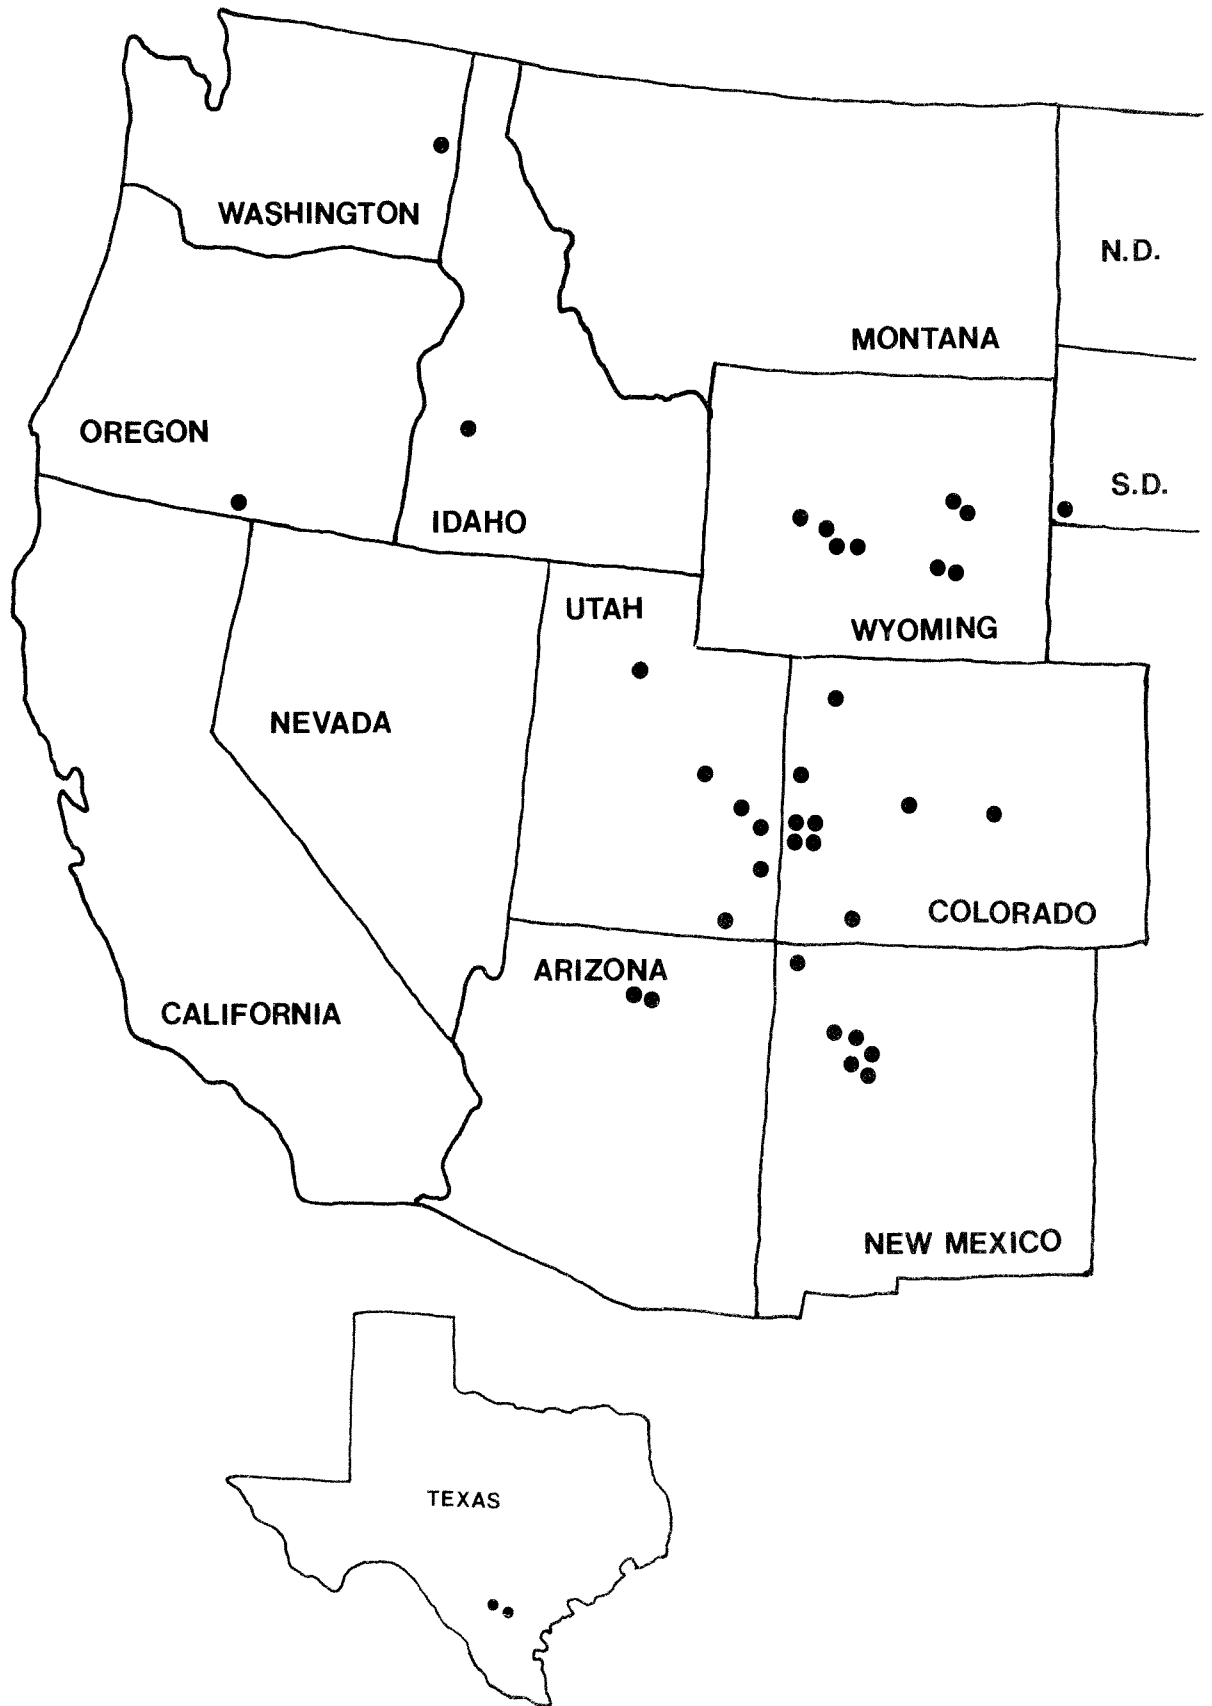 WASHINGTON
N.D.
MONTANA
OREGON
S.D.
IDAHO
UTAH
WYOMING
NEVADA
COLORADO
ARIZONA
CALIFORNIA
NEW MEXICO
TEXAS